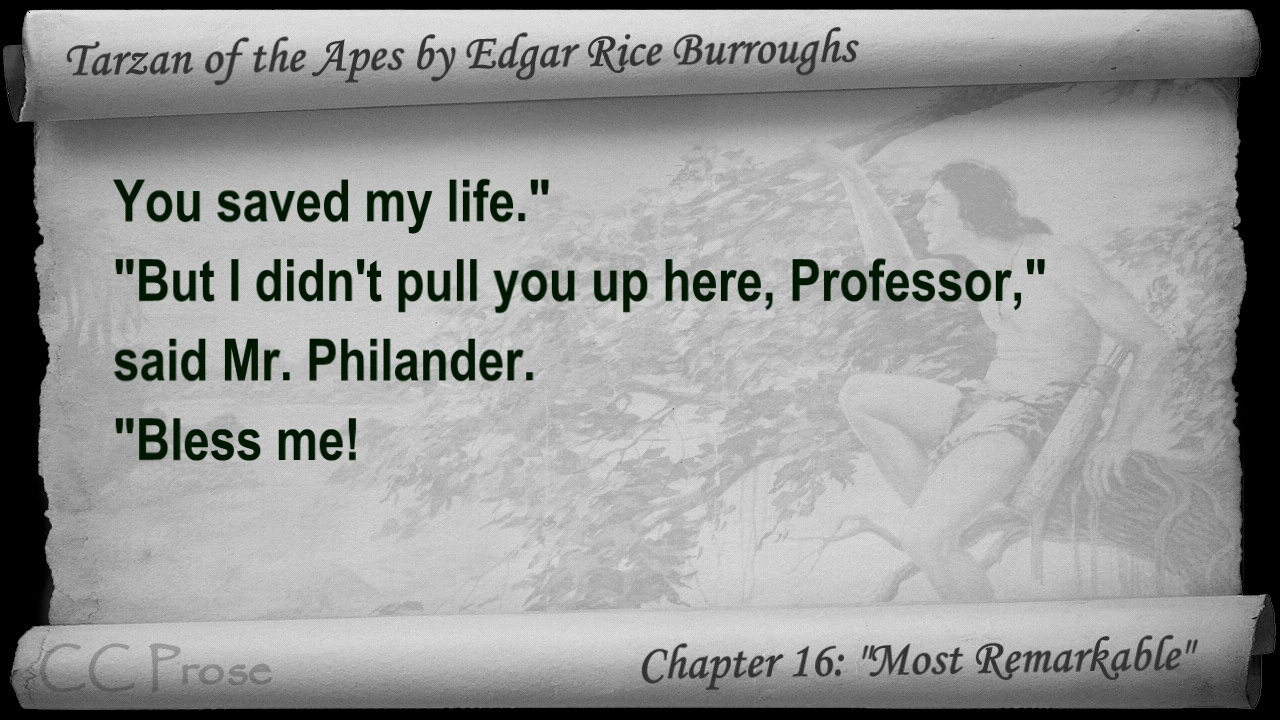 Tarzan of the Apes by Edgar Rice Burroughs
You saved my life."
"But I didn't pull you up here, Professor,"
said Mr. Philander.
"Bless me!
CC Prose
Chapter 16: "Most Remarkable"